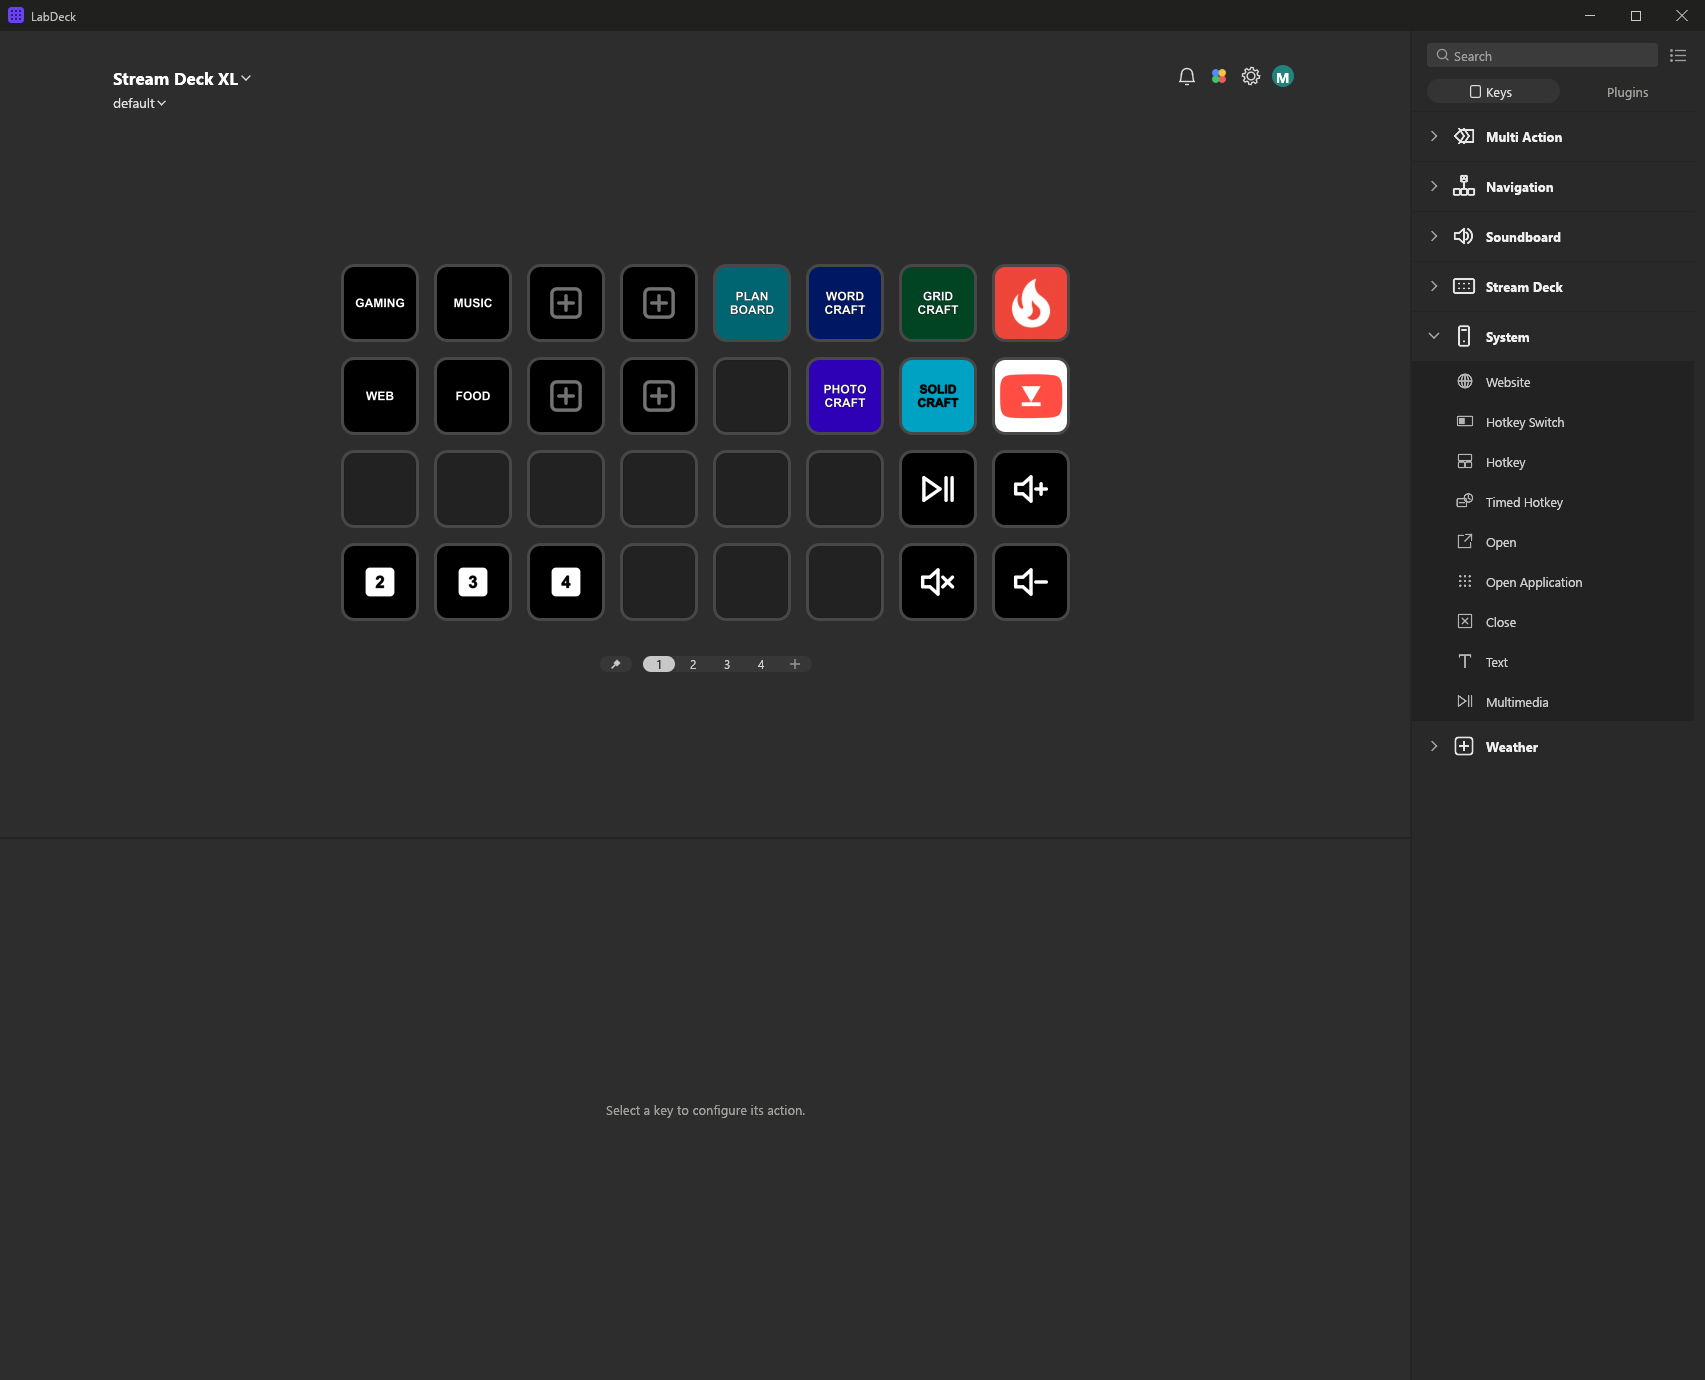 LabDeck
Stream Deck XL
default
M
Search
Keys
Plugins
Multi Action
Navigation
Soundboard
Stream Deck
System
Website
Hotkey Switch
Hotkey
Timed Hotkey
Open
Open Application
Close
Text
Multimedia
Weather
GAMING
MUSIC
PLAN
BOARD
WORD
CRAFT
GRID
CRAFT
WEB
FOOD
PHOTO
CRAFT
SOLID
CRAFT
2
3
4
1 2 3 4
Select a key to configure its action.